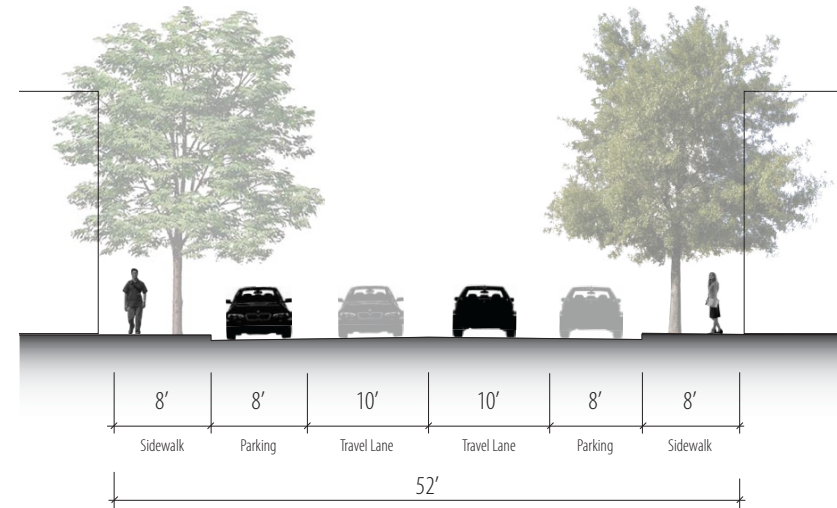 8’ 8’ 10’ 10’ 8’ 8’
Sidewalk Parking Travel Lane Travel Lane Parking Sidewalk
52’